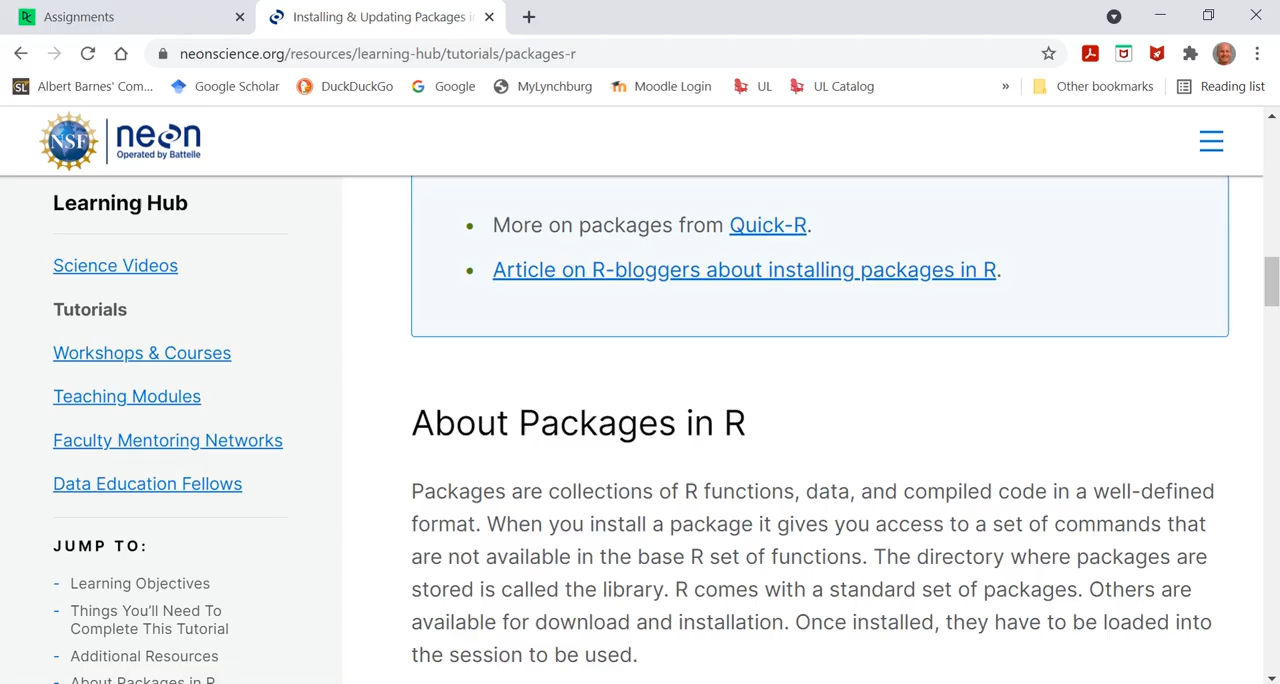 Assignments
Installing & Updating Packages i
neonscience.org/resources/learning-hub/tutorials/packages-r
SL
Albert Barnes' Com...
Google Scholar
DuckDuckGo
Google
MyLynchburg
Moodle Login
UL
UL Catalog
»
Other bookmarks
Reading list
NSF
neon
Operated by Battelle
Learning Hub
Science Videos
Tutorials
Workshops & Courses
Teaching Modules
Faculty Mentoring Networks
Data Education Fellows
JUMP TO:
- Learning Objectives
- Things You'll Need To
Complete This Tutorial
- Additional Resources
- About Packages in R
• More on packages from Quick-R.
• Article on R-bloggers about installing packages in R.
About Packages in R
Packages are collections of R functions, data, and compiled code in a well-defined
format. When you install a package it gives you access to a set of commands that
are not available in the base R set of functions. The directory where packages are
stored is called the library. R comes with a standard set of packages. Others are
available for download and installation. Once installed, they have to be loaded into
the session to be used.